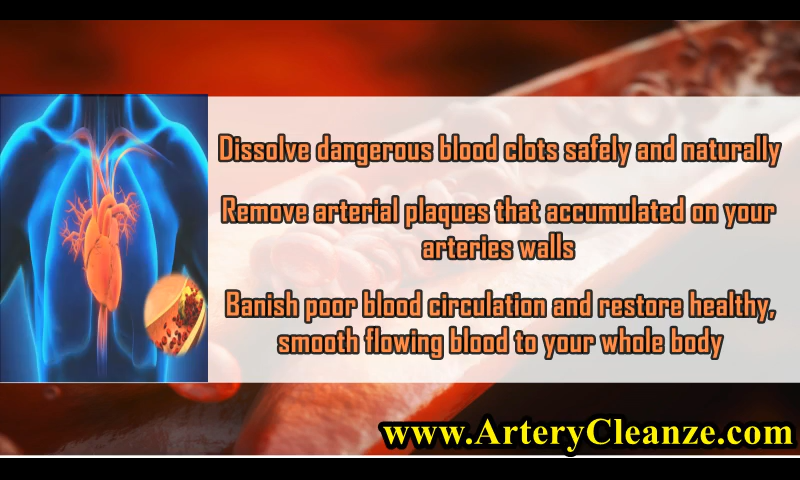 Dissolve dangerous blood clots safely and naturally
Remove arterial plaques that accumulated on your
arteries walls
Banish poor blood circulation and restore healthy,
smooth flowing blood to your whole body
www.ArteryCleanze.com